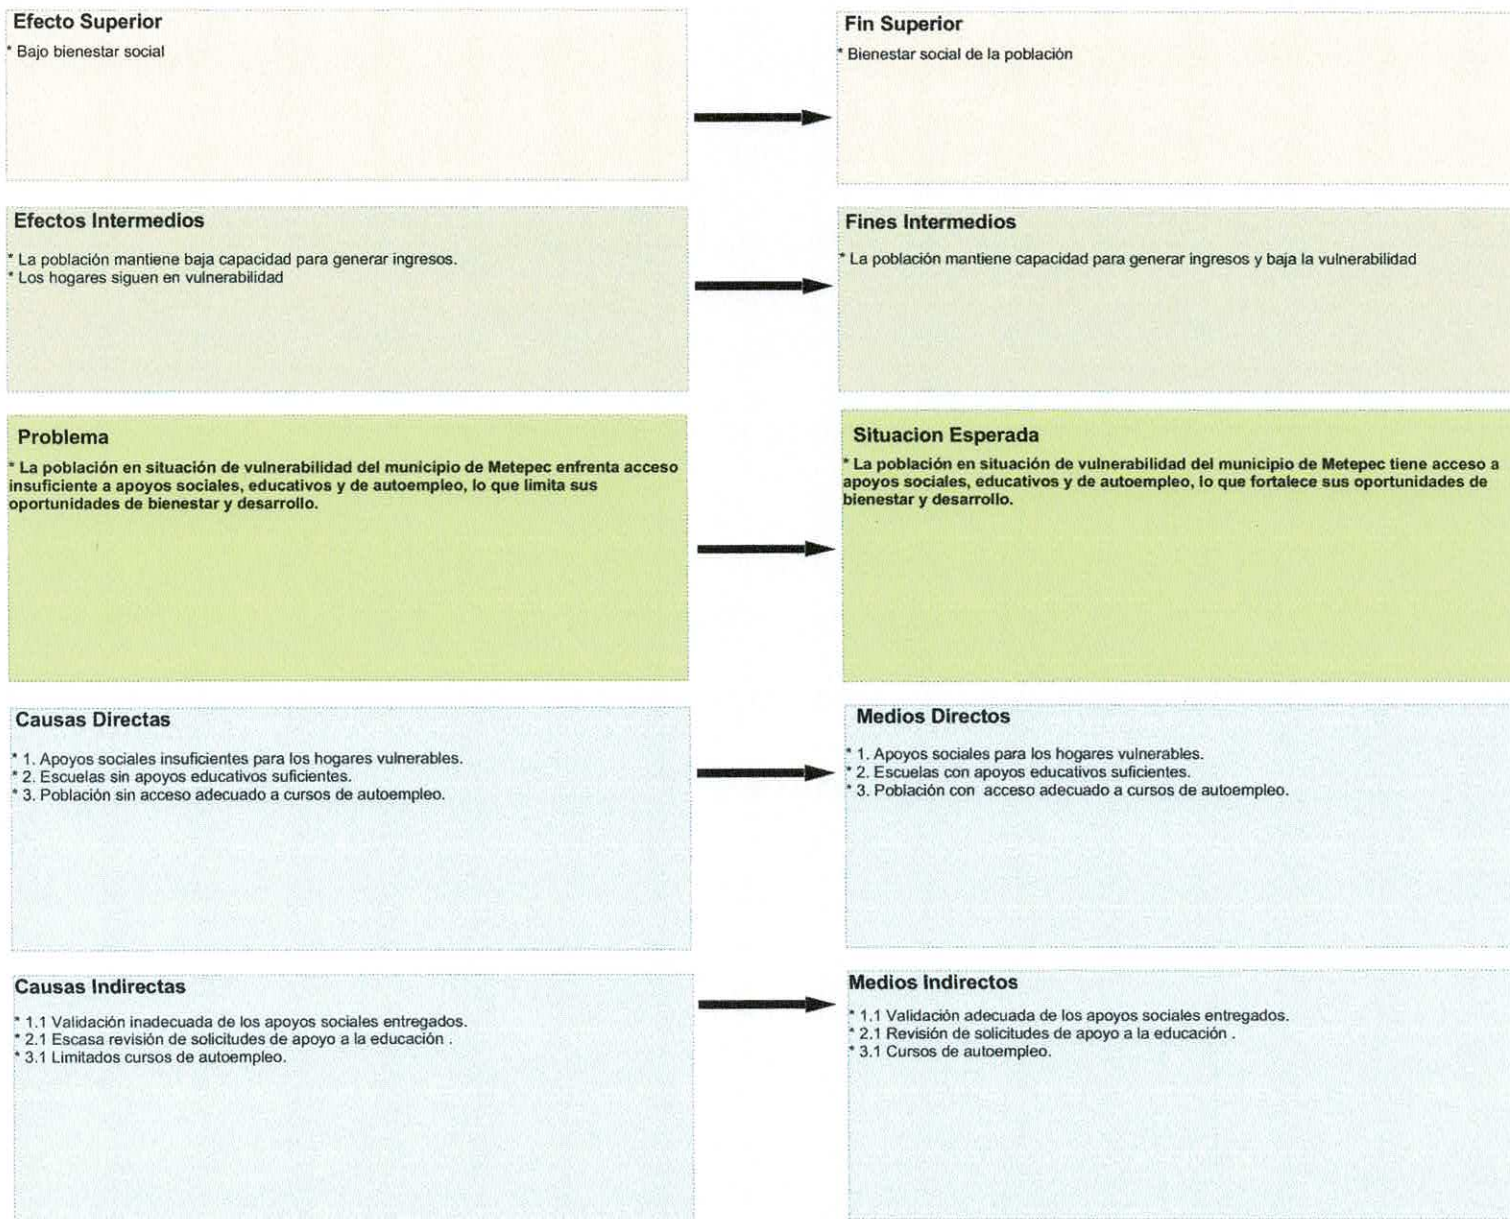 Efecto Superior
* Bajo bienestar social
Fin Superior
* Bienestar social de la población
Efectos Intermedios
* La población mantiene baja capacidad para generar ingresos.
* Los hogares siguen en vulnerabilidad
Fines Intermedios
* La población mantiene capacidad para generar ingresos y baja la vulnerabilidad
Problema
* La población en situación de vulnerabilidad del municipio de Metepec enfrenta acceso
insuficiente a apoyos sociales, educativos y de autoempleo, lo que limita sus
oportunidades de bienestar y desarrollo.
Situacion Esperada
* La población en situación de vulnerabilidad del municipio de Metepec tiene acceso a
apoyos sociales, educativos y de autoempleo, lo que fortalece sus oportunidades de
bienestar y desarrollo.
Causas Directas
* 1. Apoyos sociales insuficientes para los hogares vulnerables.
* 2. Escuelas sin apoyos educativos suficientes.
* 3. Población sin acceso adecuado a cursos de autoempleo.
Medios Directos
* 1. Apoyos sociales para los hogares vulnerables.
* 2. Escuelas con apoyos educativos suficientes.
* 3. Población con  acceso adecuado a cursos de autoempleo.
Causas Indirectas
* 1.1 Validación inadecuada de los apoyos sociales entregados.
* 2.1 Escasa revisión de solicitudes de apoyo a la educación .
* 3.1 Limitados cursos de autoempleo.
Medios Indirectos
* 1.1 Validación adecuada de los apoyos sociales entregados.
* 2.1 Revisión de solicitudes de apoyo a la educación .
* 3.1 Cursos de autoempleo.